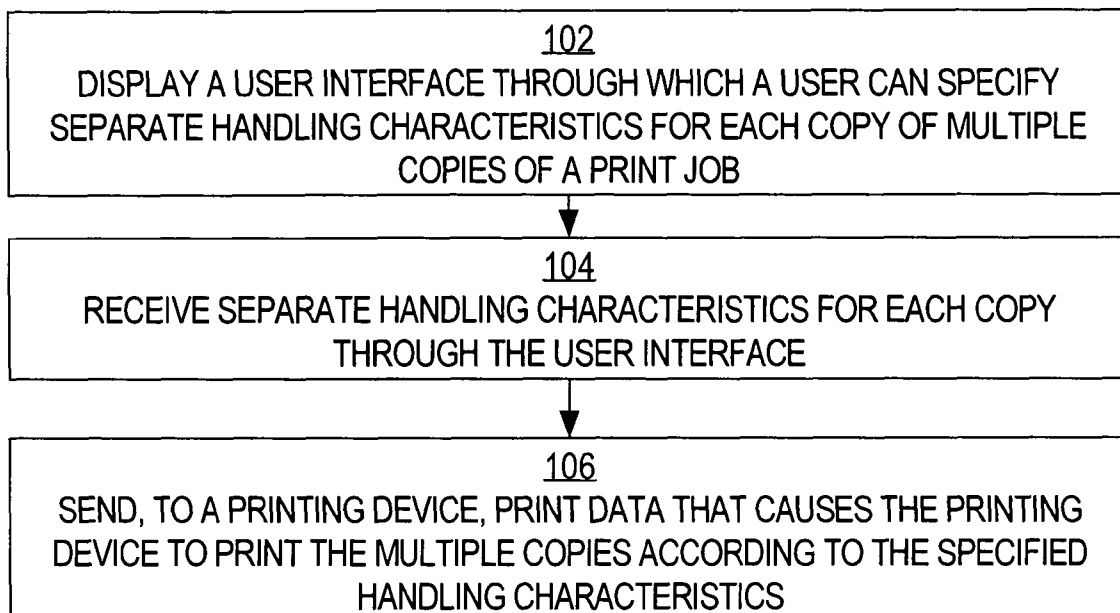 102
DISPLAY A USER INTERFACE THROUGH WHICH A USER CAN SPECIFY
SEPARATE HANDLING CHARACTERISTICS FOR EACH COPY OF MULTIPLE
COPIES OF A PRINT JOB
104
RECEIVE SEPARATE HANDLING CHARACTERISTICS FOR EACH COPY
THROUGH THE USER INTERFACE
106
SEND, TO A PRINTING DEVICE, PRINT DATA THAT CAUSES THE PRINTING
DEVICE TO PRINT THE MULTIPLE COPIES ACCORDING TO THE SPECIFIED
HANDLING CHARACTERISTICS